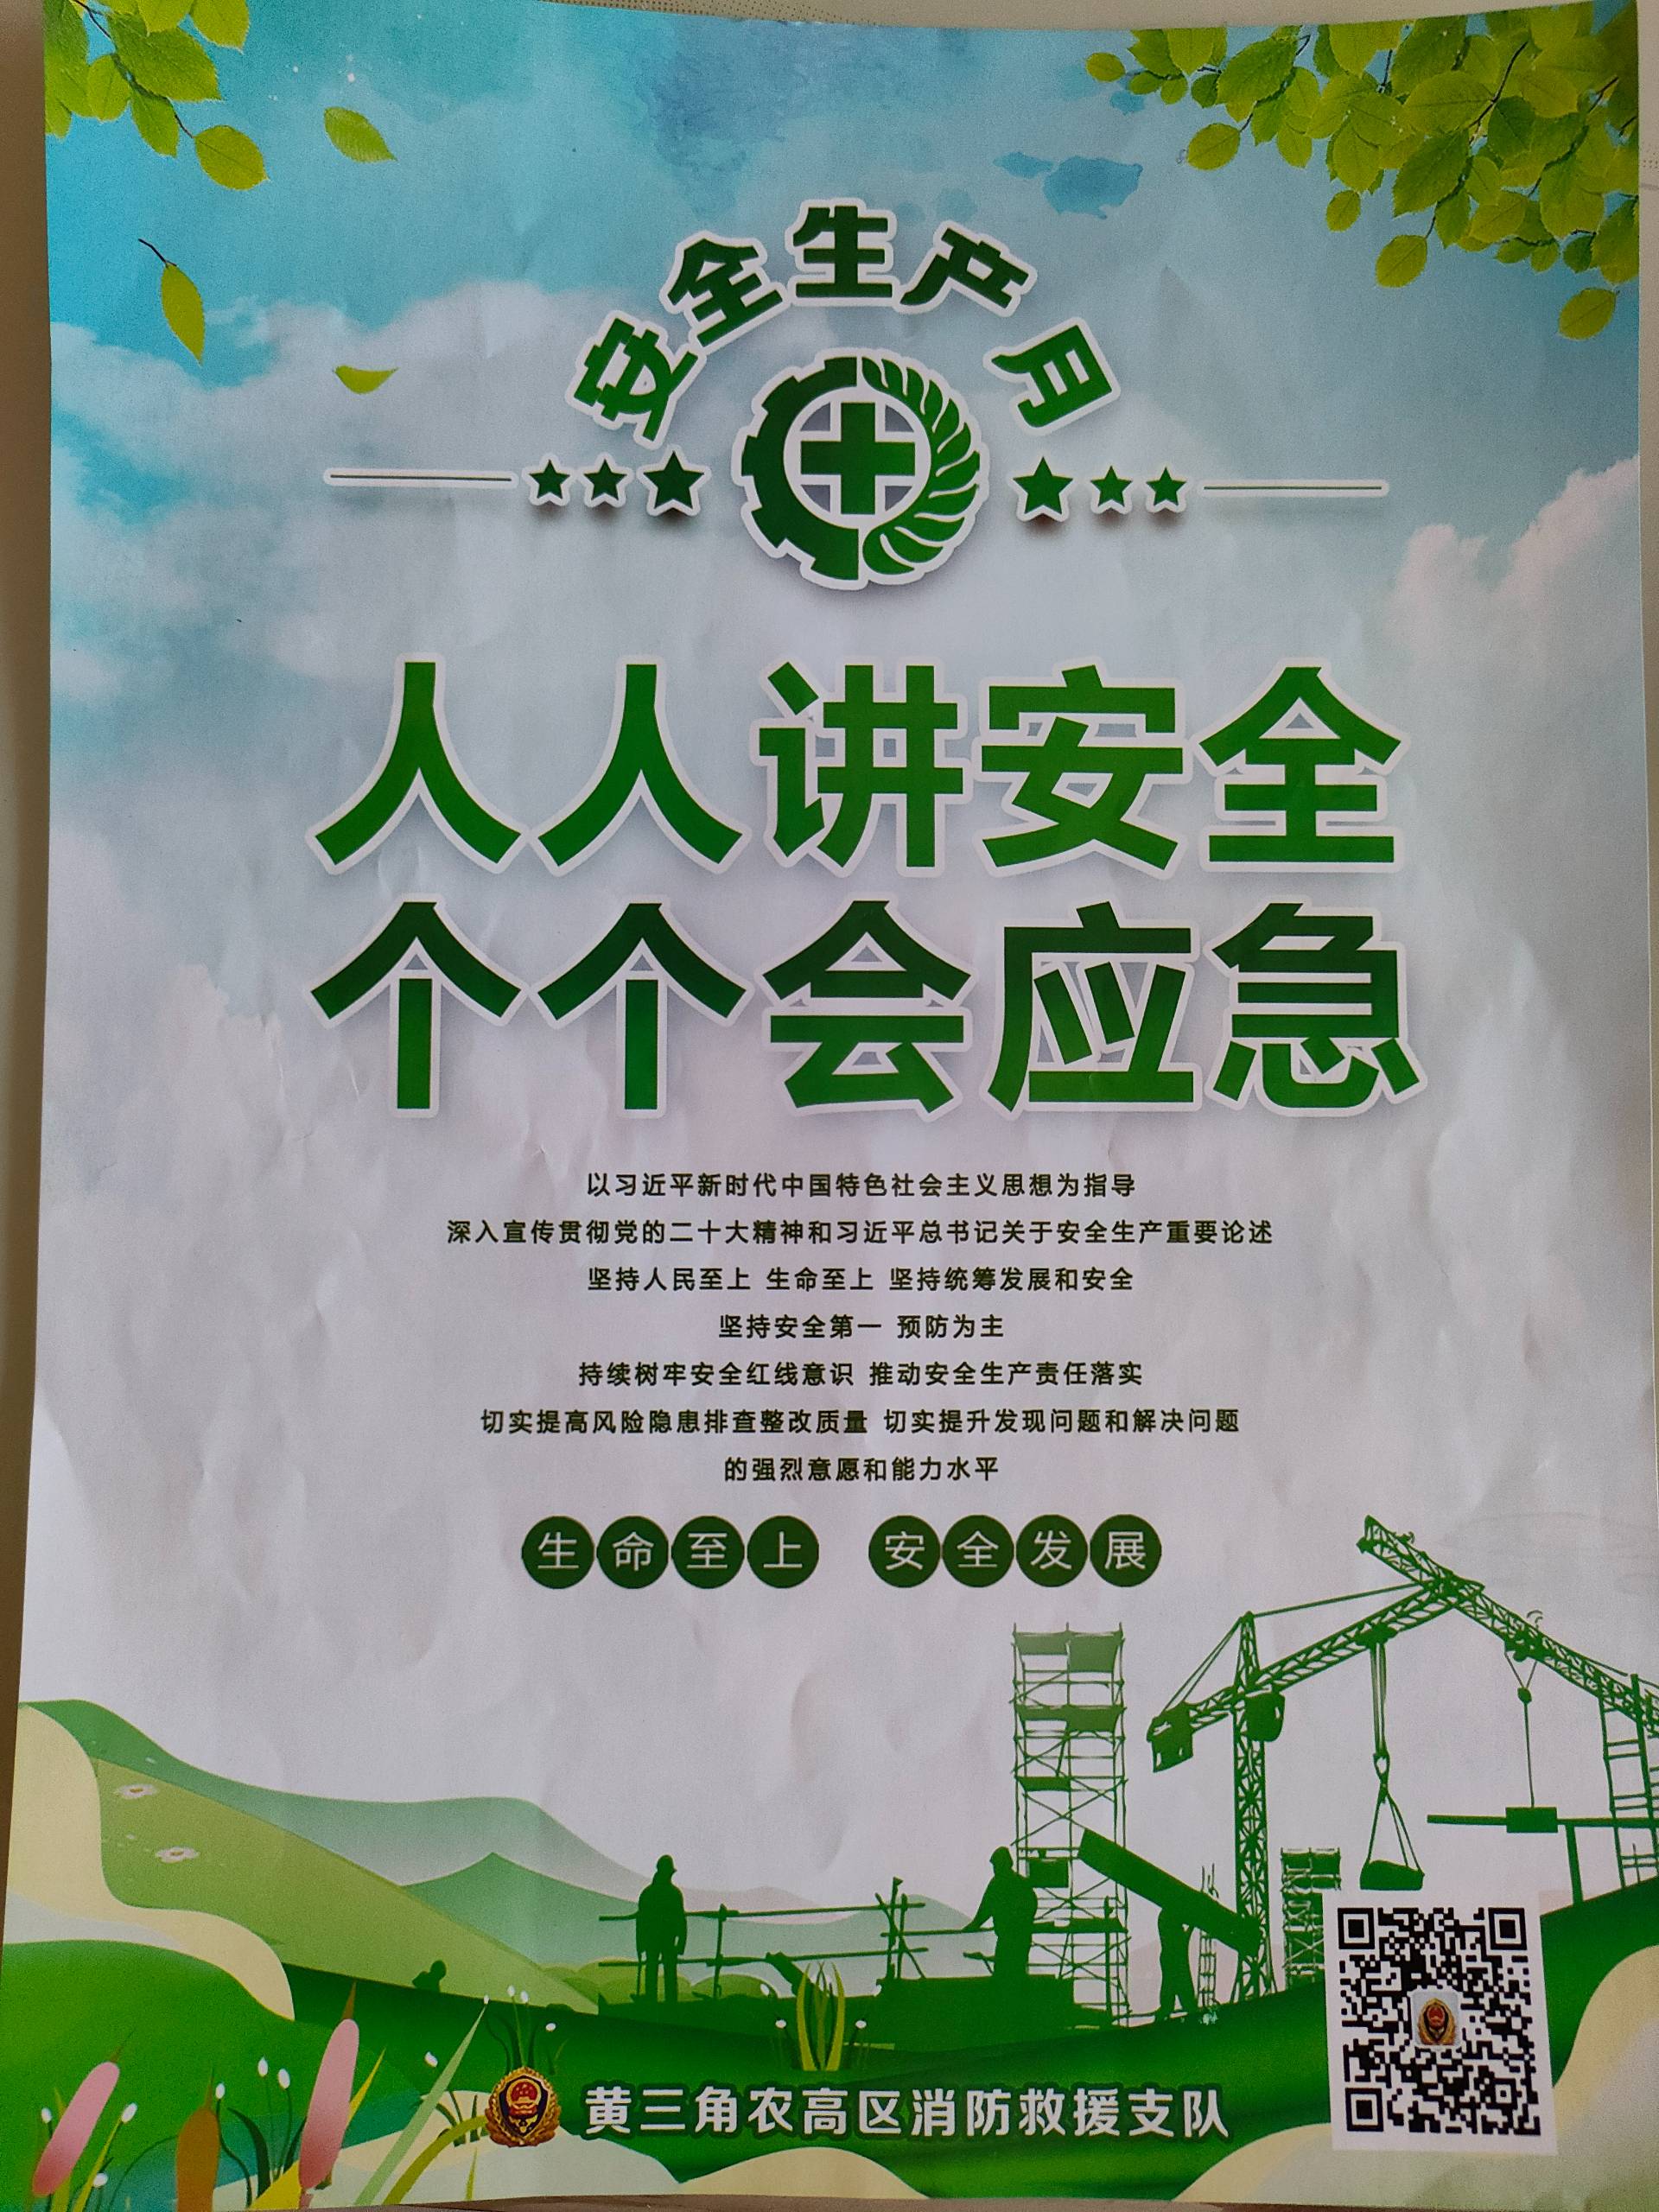 安全生产月
人人讲安全
个个会应急
以习近平新时代中国特色社会主义思想为指导
深入宣传贯彻党的二十大精神和习近平总书记关于安全生产重要论述
坚持人民至上 生命至上 坚持统筹发展和安全
坚持安全第一 预防为主
持续树牢安全红线意识 推动安全生产责任落实
切实提高风险隐患排查整改质量 切实提升发现问题和解决问题
的强烈意愿和能力水平
生命至上 安全发展
黄三角农高区消防救援支队